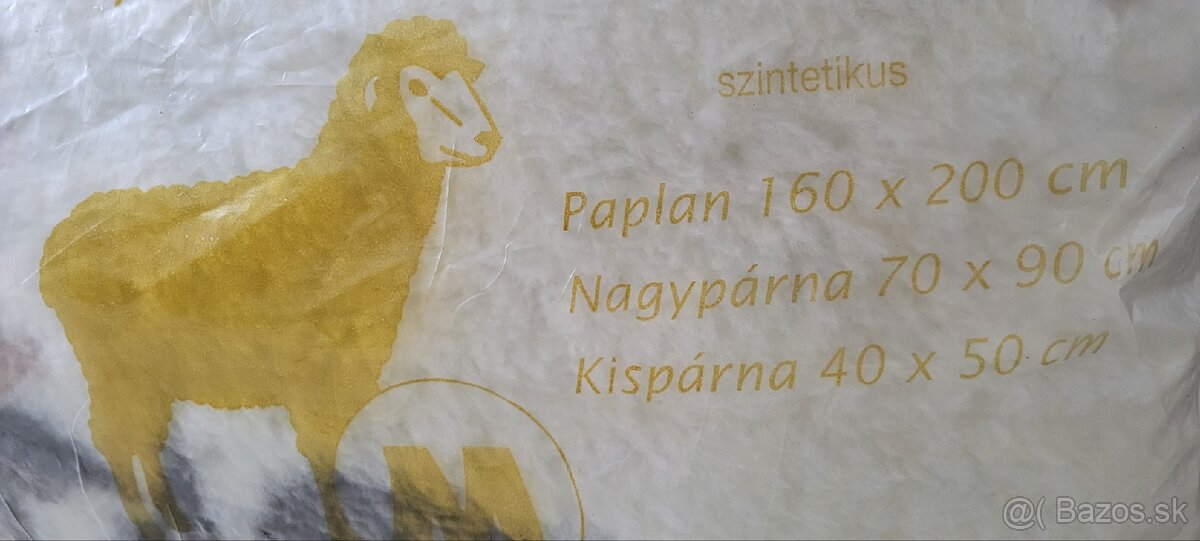 szintetikus
Paplan 160 x 200 cm
Nagypárna 70 x 90 cm
Kispárna 40 x 50 cm
M
@( Bazos.sk